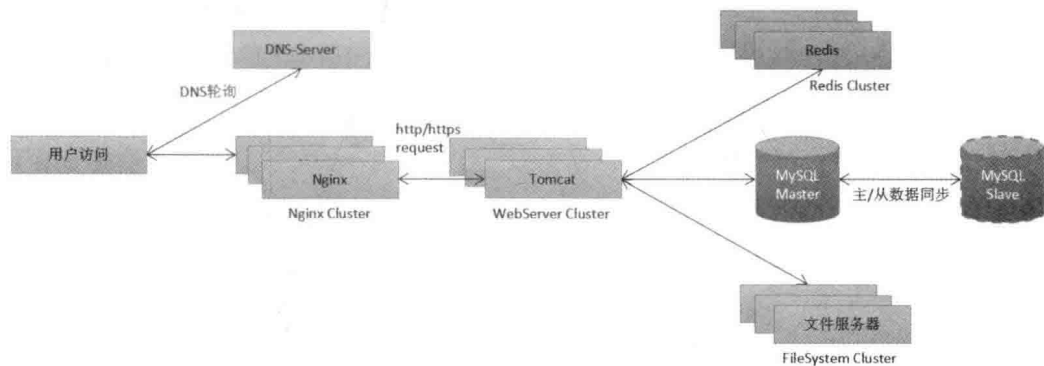 DNS-Server
DNS轮询
用户访问
http/https
request
Nginx
Nginx Cluster
Tomcat
WebServer Cluster
Redis
Redis Cluster
MySQL
Master
主/从数据同步
MySQL
Slave
文件服务器
FileSystem Cluster